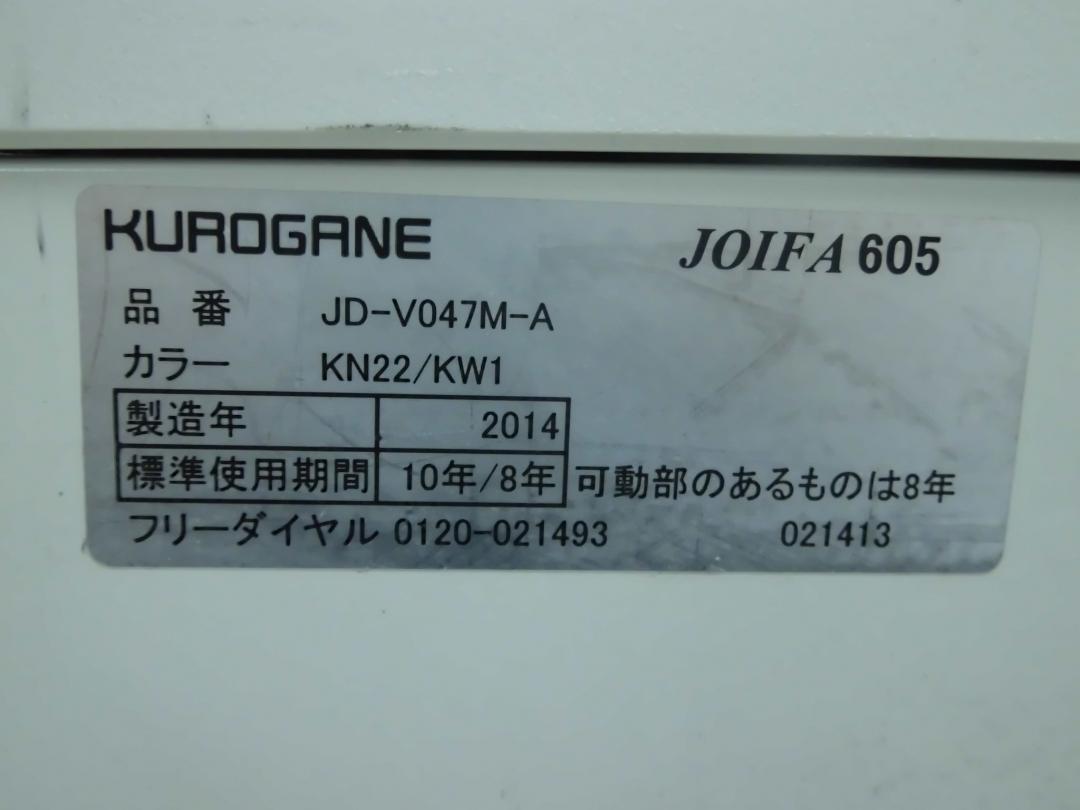 KUROGANE JOIFA 605
品 番 JD-V047M-A
カラー KN22/KW1
製造年 2014
標準使用期間 10年/8年 可動部のあるものは8年
フリーダイヤル 0120-021493 021413